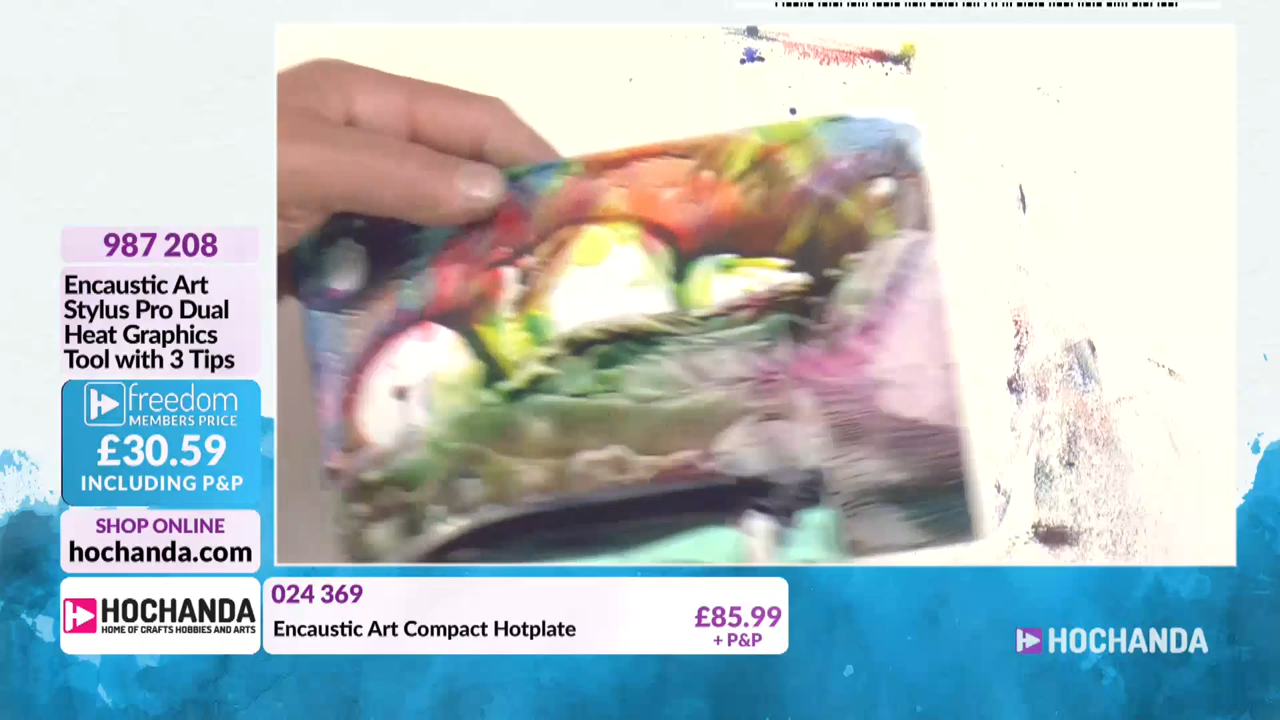 987 208
Encaustic Art
Stylus Pro Dual
Heat Graphics
Tool with 3 Tips
freedom
MEMBERS PRICE
£30.59
INCLUDING P&P
SHOP ONLINE
hochanda.com
HOCHANDA
HOME OF CRAFTS HOBBIES AND ARTS
024 369
Encaustic Art Compact Hotplate
£85.99
+ P&P
HOCHANDA